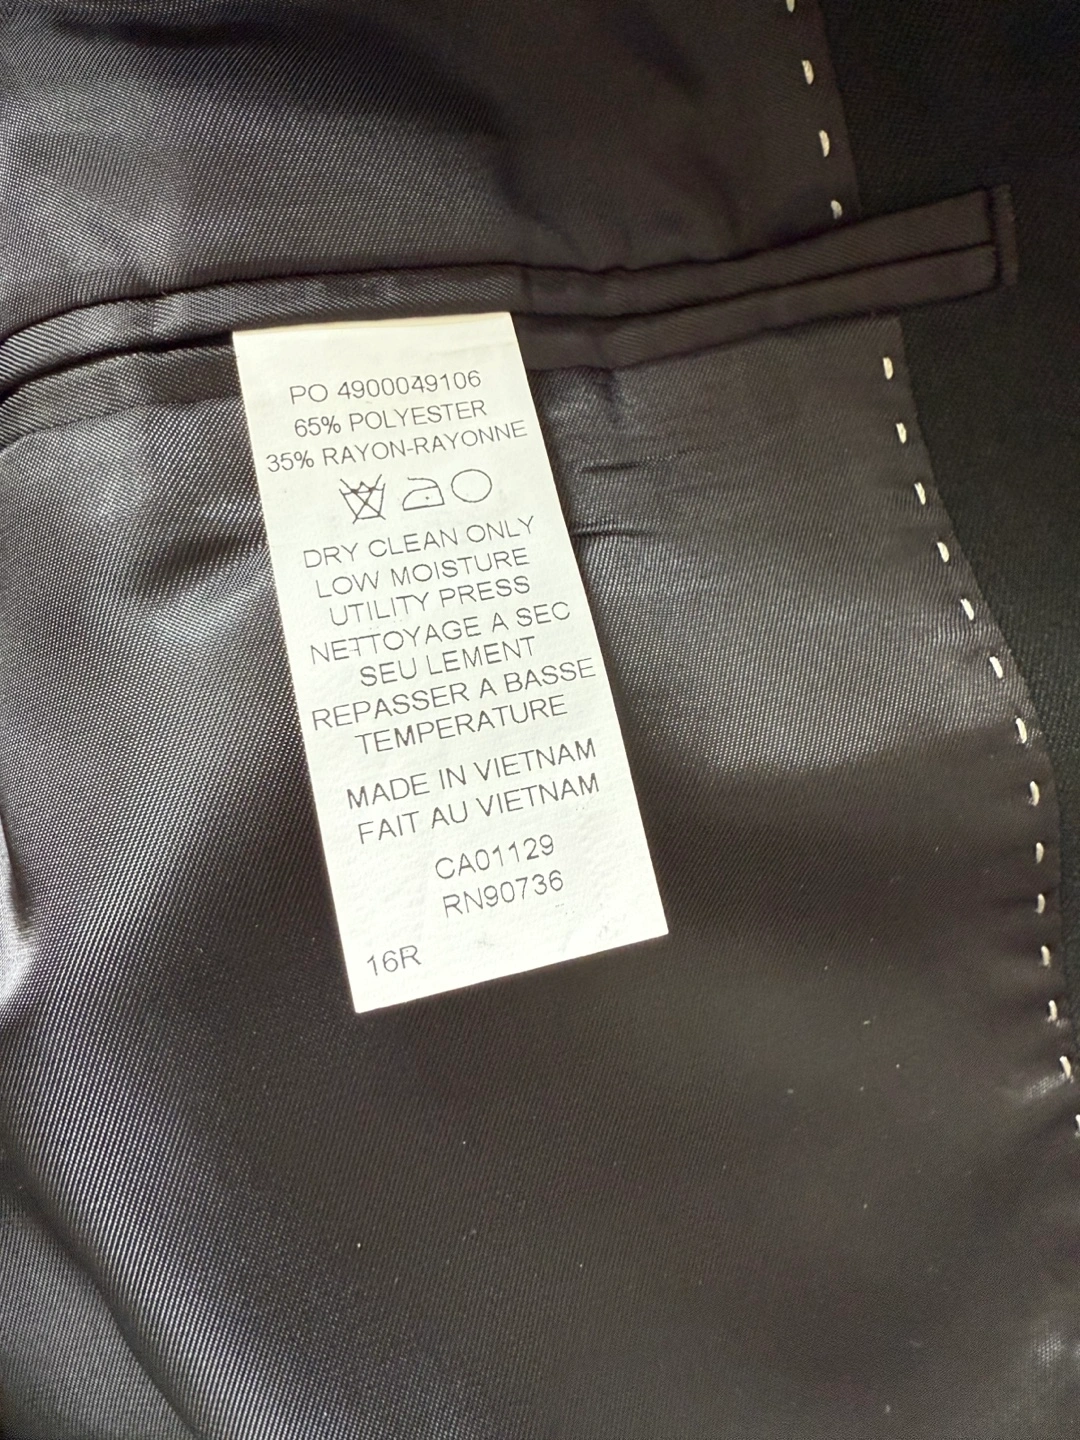 PO 4900049106
65% POLYESTER
35% RAYON-RAYONNE
DRY CLEAN ONLY
LOW MOISTURE
UTILITY PRESS
NETTOYAGE A SEC
SEU LEMENT
REPASSER A BASSE
TEMPERATURE
MADE IN VIETNAM
FAIT AU VIETNAM
CA01129
RN90736
16R